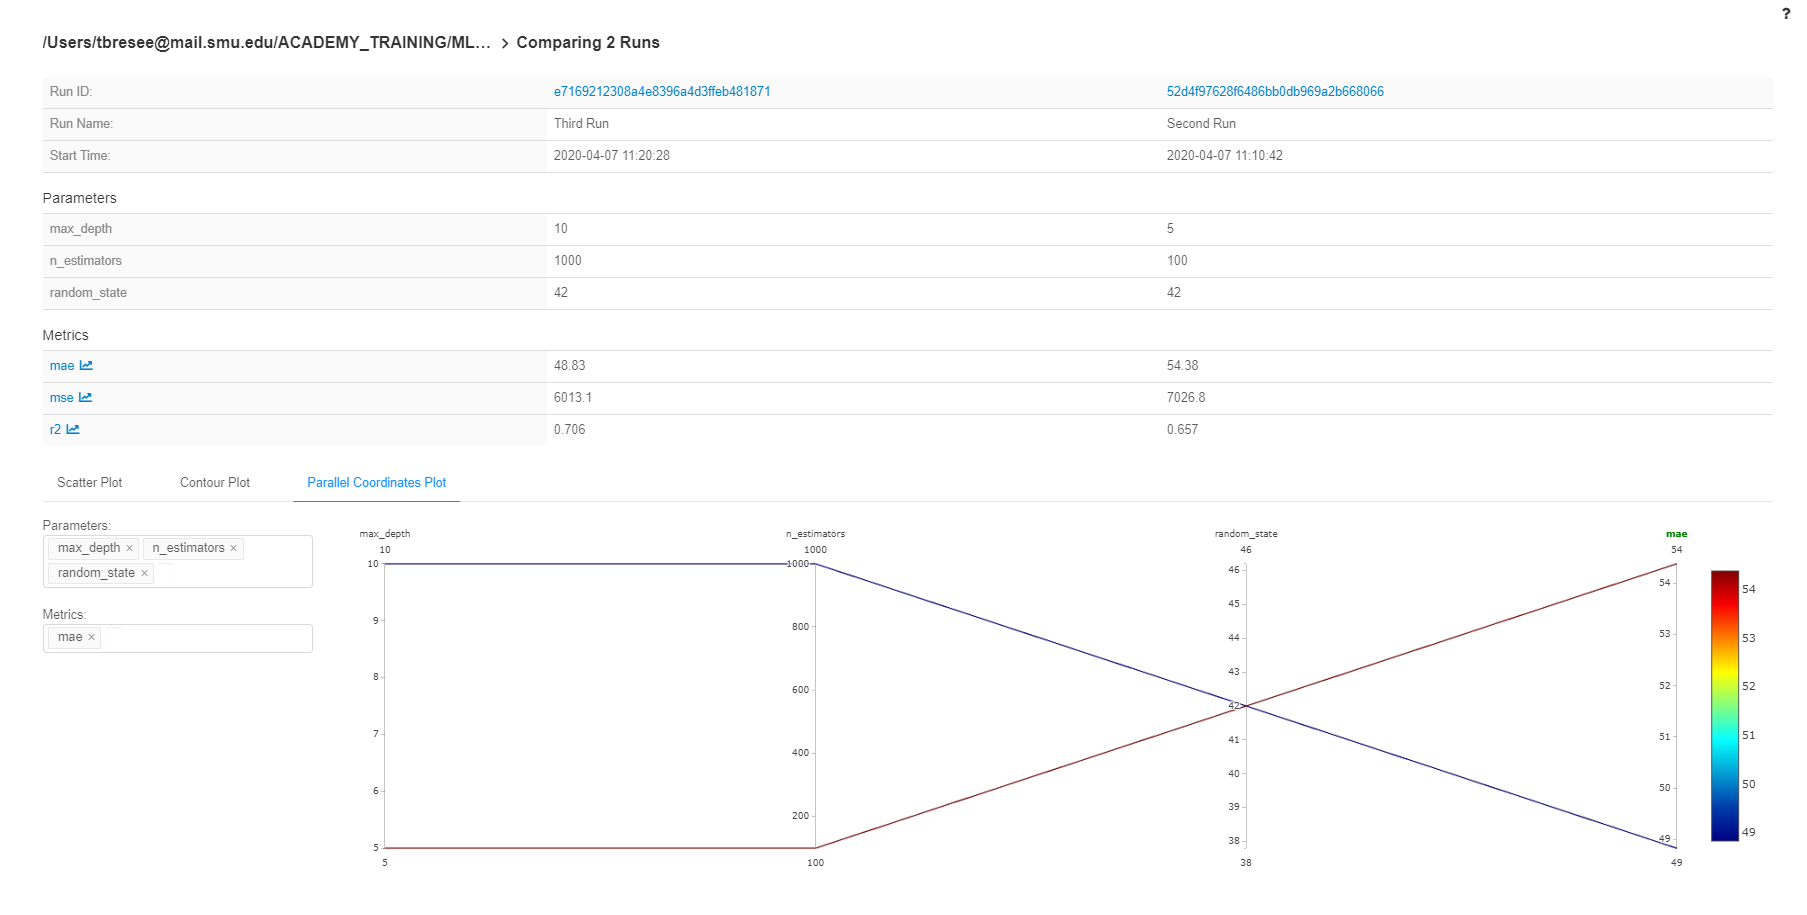 ?
/Users/tbresee@mail.smu.edu/ACADEMY_TRAINING/ML... > Comparing 2 Runs
Run ID: e7169212308a4e8396a4d3ffeb481871 52d4f97628f6486bb0db969a2b668066
Run Name: Third Run Second Run
Start Time: 2020-04-07 11:20:28 2020-04-07 11:10:42
Parameters
max_depth 10 5
n_estimators 1000 100
random_state 42 42
Metrics
mae 48.83 54.38
mse 6013.1 7026.8
r2 0.706 0.657
Scatter Plot Contour Plot Parallel Coordinates Plot
Parameters:
max_depth × n_estimators ×
random_state ×
Metrics:
mae ×
max_depth n_estimators random_state mae
10 1000 46 54
10
9
8
7
6
5
5
1000
800
600
400
200
100
46
45
44
43
42
41
40
39
38
38
54
53
52
51
50
49
49
54
53
52
51
50
49